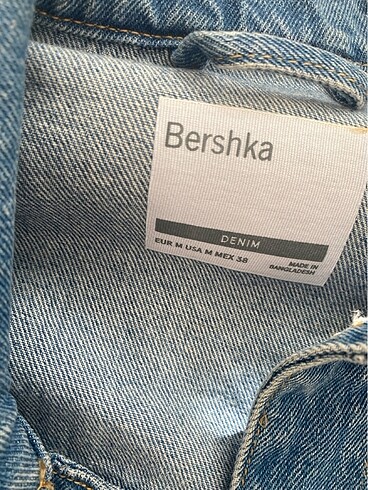 Bershka
DENIM
EUR M USA M MEX 38
MADE IN
BANGLADESH